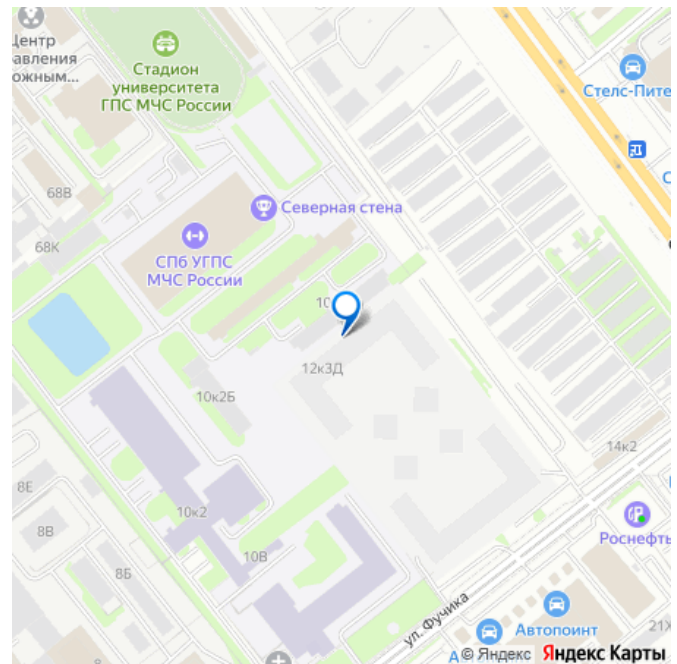 Центр
авления
ожным...
Стадион
университета
ГПС МЧС России
Стелс-Пите
С
68В
Северная стена
68К
СПб УГПС
МЧС России
10
12к3Д
10к2Б
14к2
8Е
10к2
Роснефть
8В
10В
8Б
ул. Фучика
Автопоинт
21
А
© Яндекс Яндекс Карты